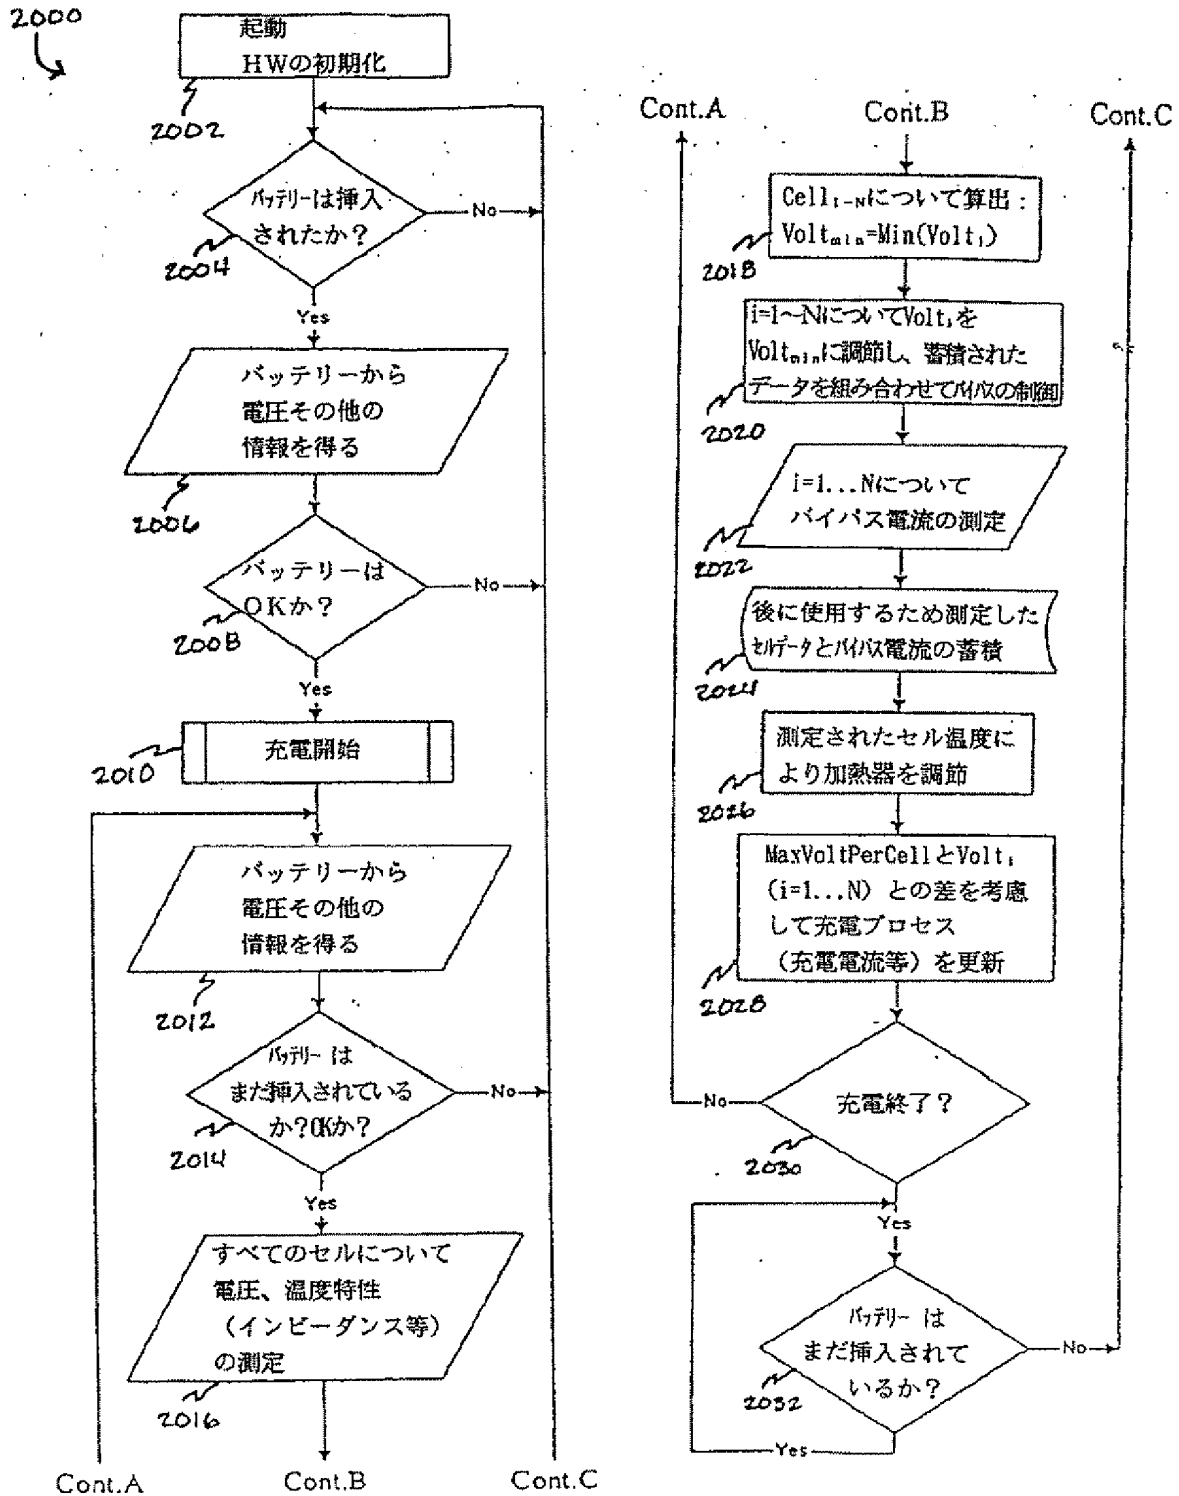 2000
起動
HWの初期化
2002
バッテリーは挿入
されたか?
No
2004
Yes
バッテリーから
電圧その他の
情報を得る
2006
バッテリーは
OKか?
No
2008
Yes
充電開始
2010
バッテリーから
電圧その他の
情報を得る
2012
バッテリー は
まだ挿入されている
か?OKか?
No
2014
Yes
すべてのセルについて
電圧、温度特性
(インピーダンス等)
の測定
2016
Cont.A
Cont.B
Cont.C
Cont.A
Cont.B
Cont.C
Cell1-Nについて算出:
Voltmin=Min(Volti)
2018
i=1~NについてVoltiを
Voltminに調節し、蓄積された
データを組み合わせてバイパスの制御
2020
i=1...Nについて
バイパス電流の測定
2022
後に使用するため測定した
セルデータとバイパス電流の蓄積
2024
測定されたセル温度に
より加熱器を調節
2026
MaxVoltPerCellとVolti
(i=1...N)との差を考慮
して充電プロセス
(充電電流等)を更新
2028
No
充電終了?
2030
Yes
バッテリー は
まだ挿入されて
いるか?
No
2032
Yes